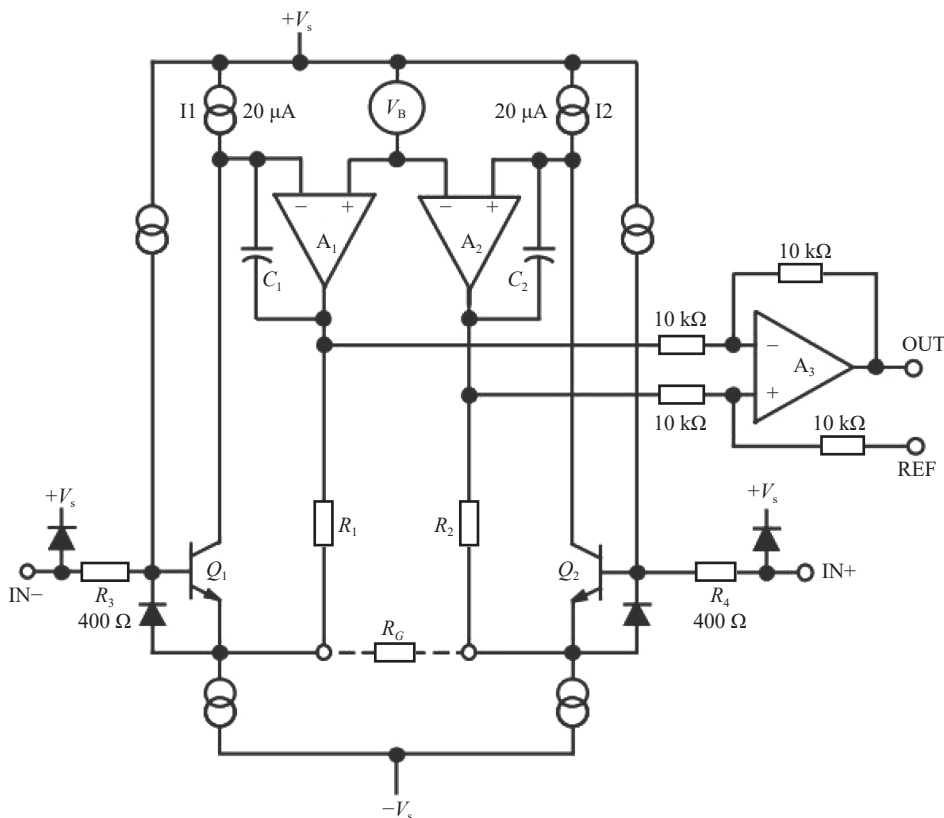 +Vs
I1
20 μA
VB
20 μA
I2
− +
A1
− +
A2
C1
C2
10 kΩ
10 kΩ
−
A3
OUT
+
10 kΩ
10 kΩ
REF
+Vs
+Vs
R1
R2
IN−
R3
400 Ω
Q1
Q2
R4
400 Ω
IN+
RG
−Vs